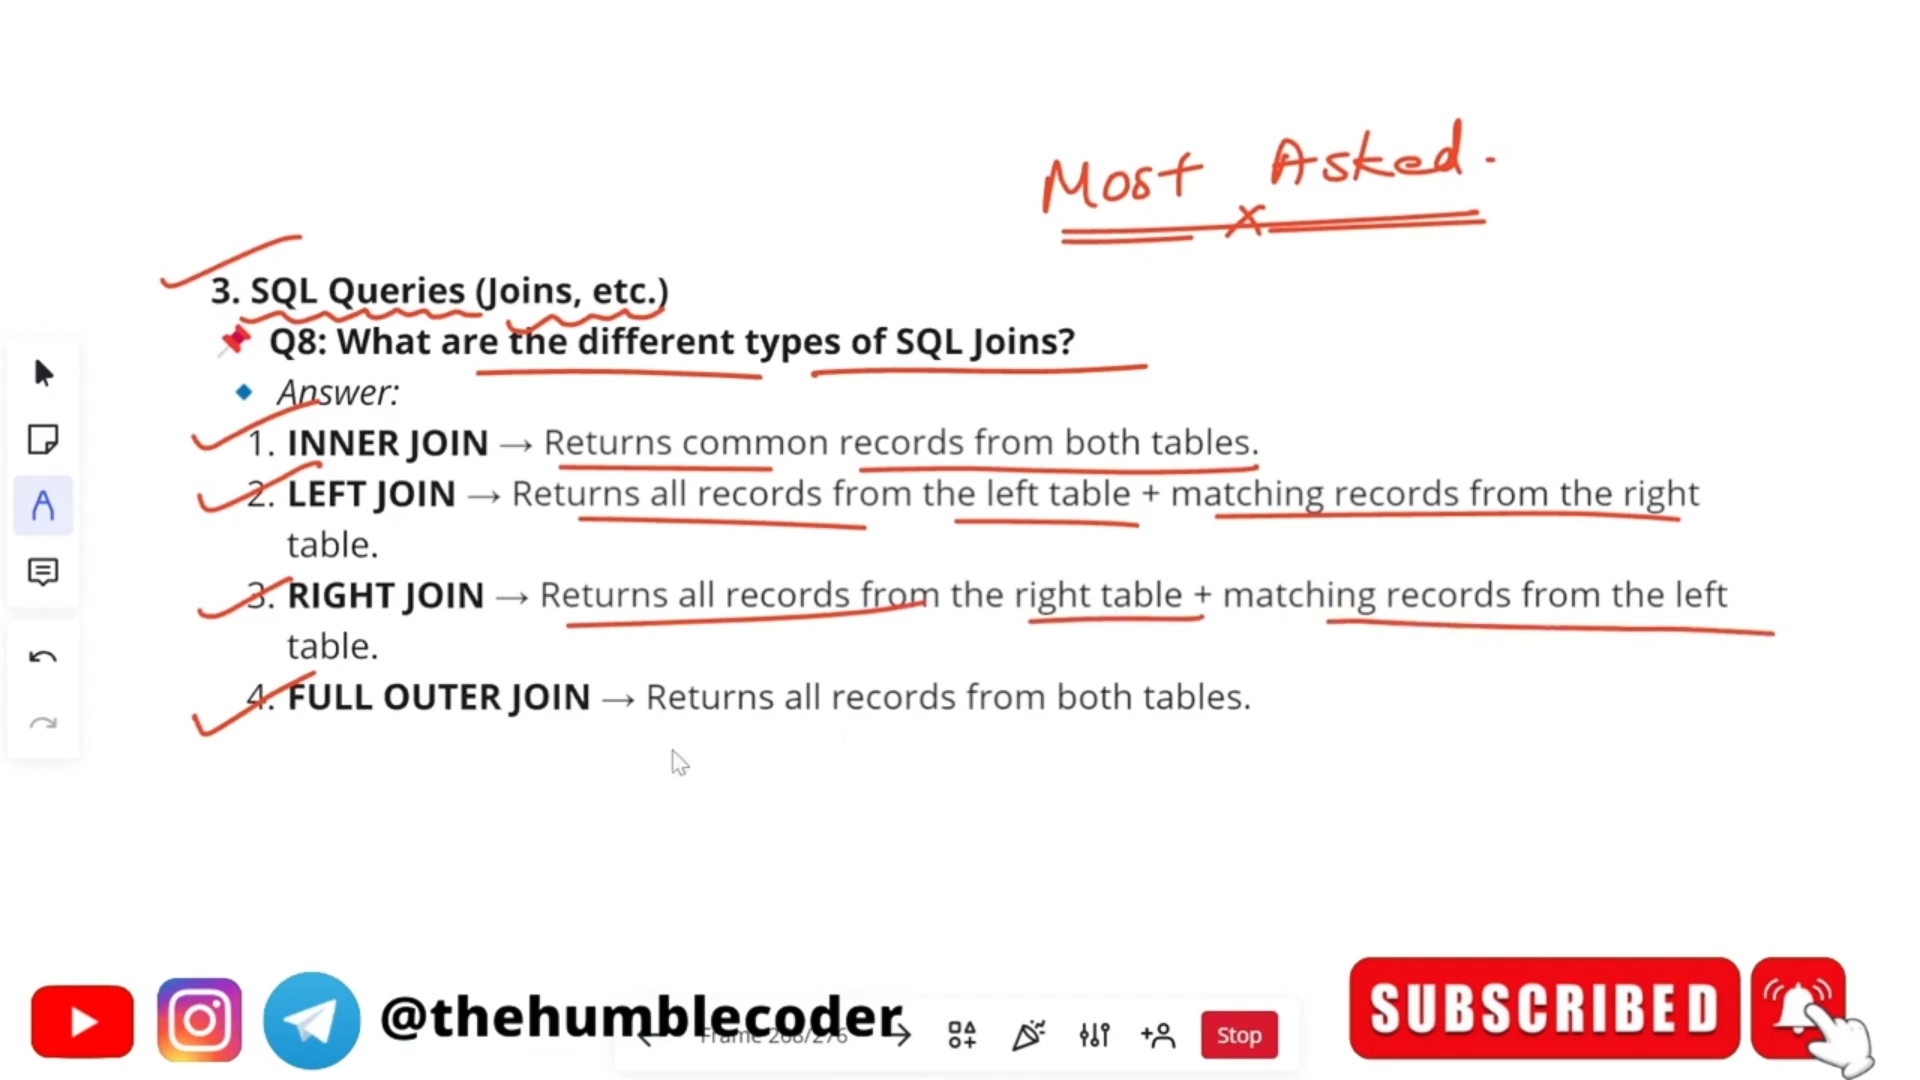 Most Asked.
3. SQL Queries (Joins, etc.)
Q8: What are the different types of SQL Joins?
Answer:
1. INNER JOIN → Returns common records from both tables.
2. LEFT JOIN → Returns all records from the left table + matching records from the right
table.
3. RIGHT JOIN → Returns all records from the right table + matching records from the left
table.
4. FULL OUTER JOIN → Returns all records from both tables.
@thehumblecoder
Stop
SUBSCRIBED